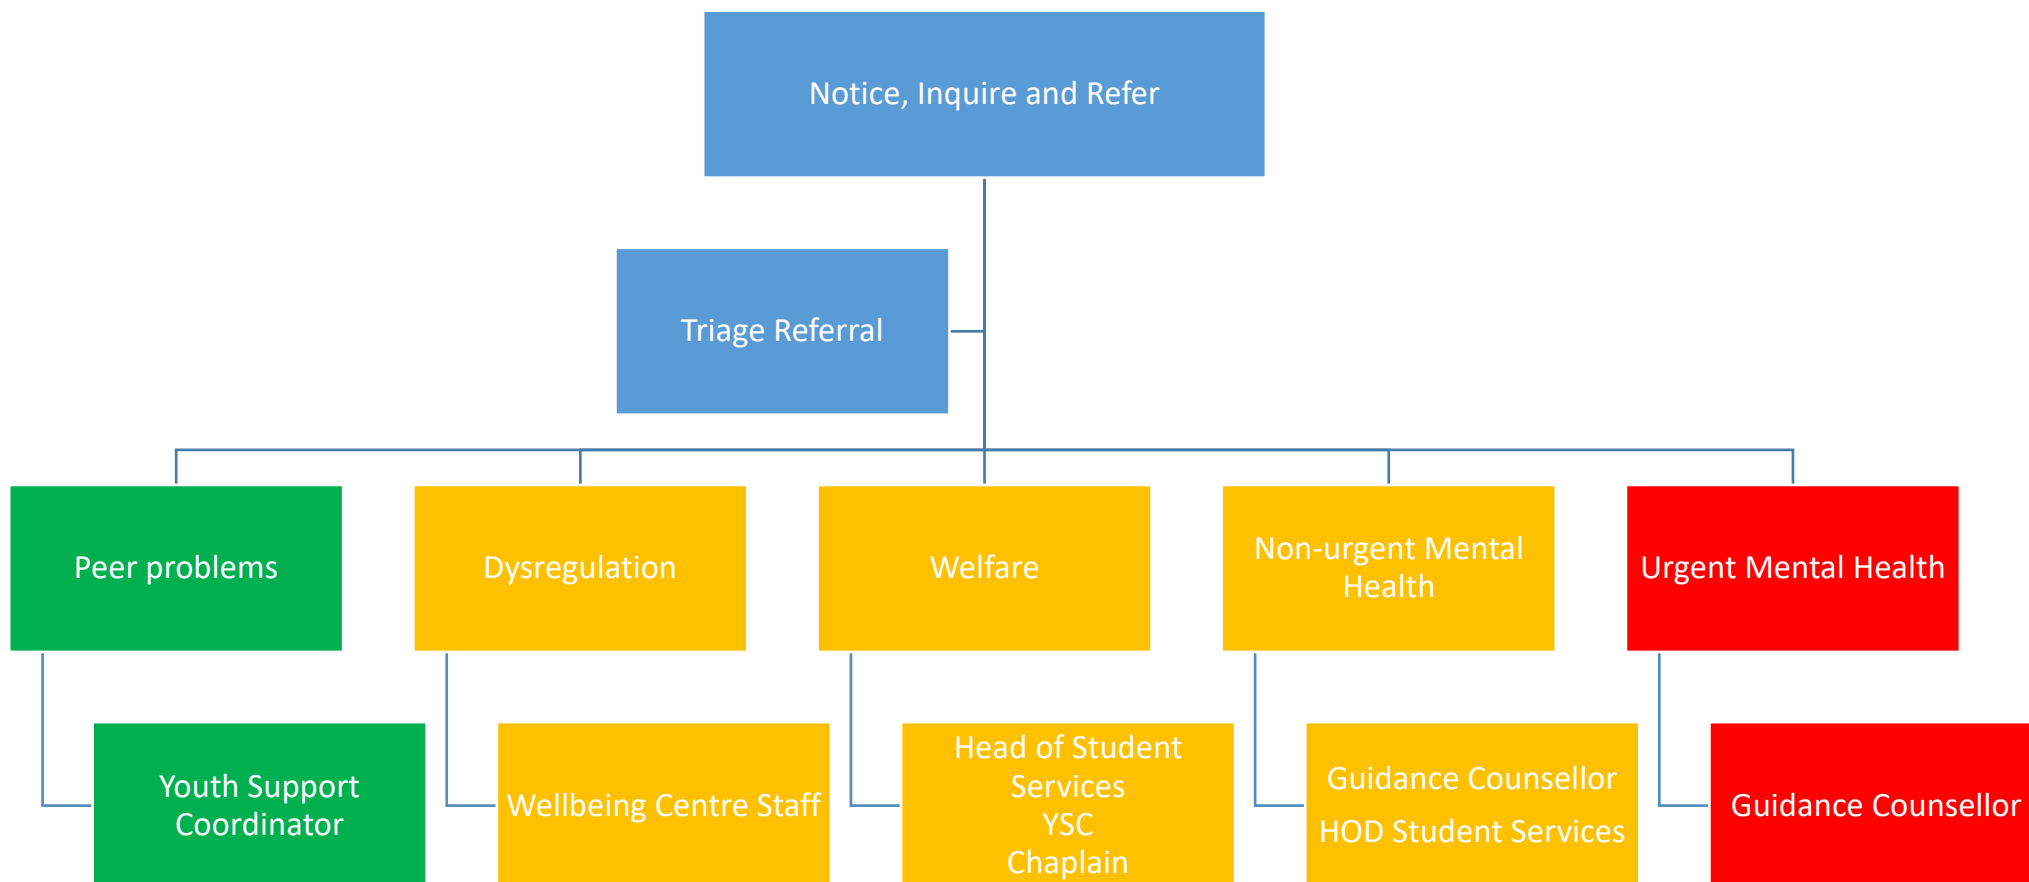 Notice, Inquire and Refer
Triage Referral
Peer problems
Dysregulation
Welfare
Non-urgent Mental
Health
Urgent Mental Health
Youth Support
Coordinator
Wellbeing Centre Staff
Head of Student
Services
YSC
Chaplain
Guidance Counsellor
HOD Student Services
Guidance Counsellor